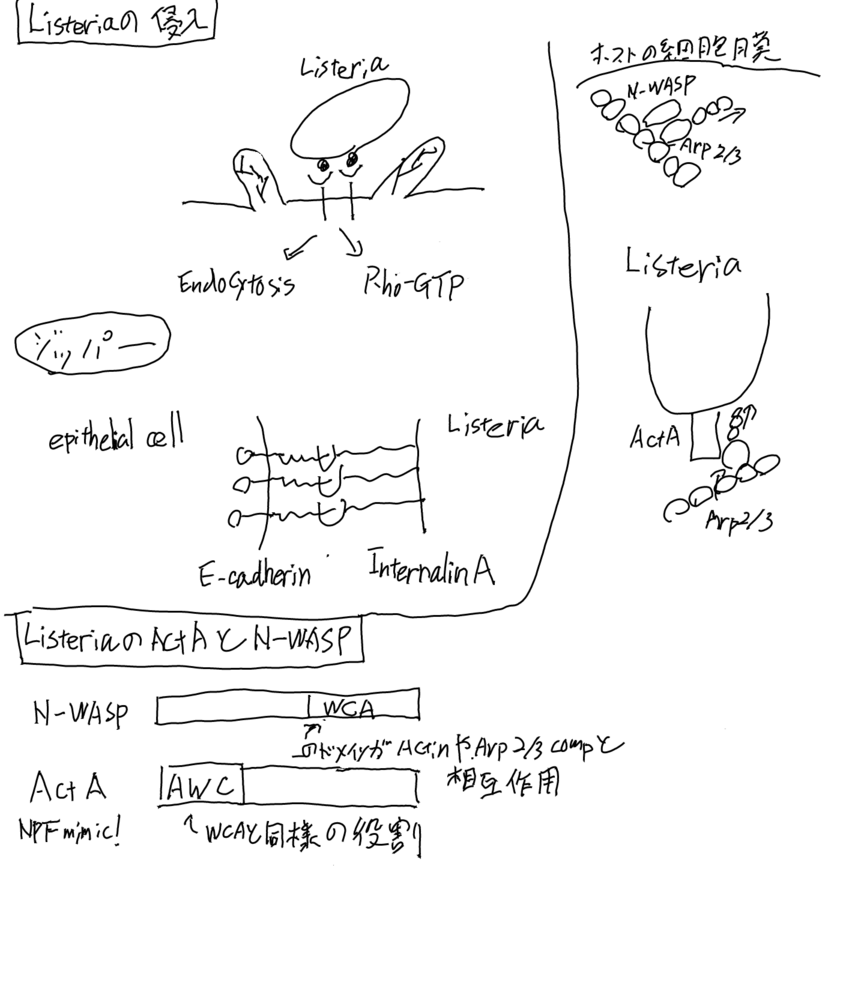 Listeriaの 侵入
Listeria
Endocytosis
Rho-GTP
ジッパー
epithelial cell
Listeria
E-cadherin
InternalinA
ホストの細胞膜
N-WASP
Arp 2/3
Listeria
ActA
Arp2/3
ListeriaのActAとN-WASP
N-WASP
WCA
このドメインが Actinや Arp 2/3 compと
相互作用
ActA
AWC
NPF mimic!
WCAと同様の役割